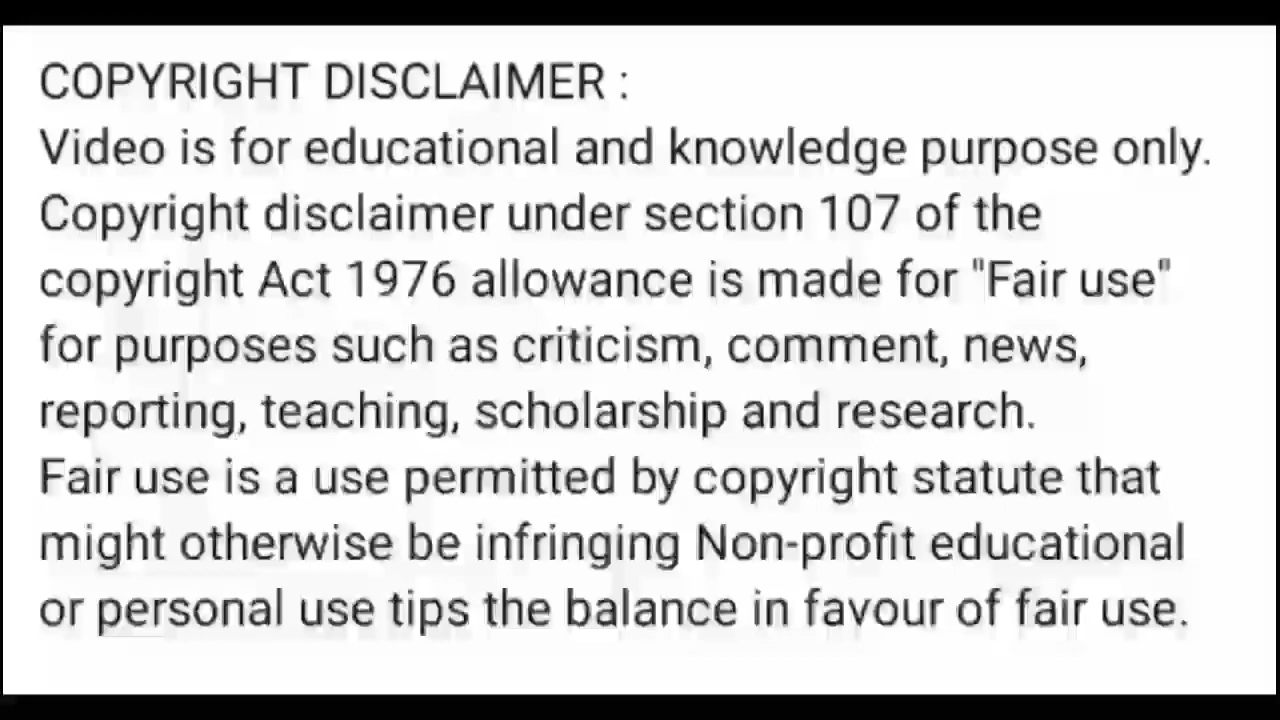 COPYRIGHT DISCLAIMER :
Video is for educational and knowledge purpose only.
Copyright disclaimer under section 107 of the
copyright Act 1976 allowance is made for "Fair use"
for purposes such as criticism, comment, news,
reporting, teaching, scholarship and research.
Fair use is a use permitted by copyright statute that
might otherwise be infringing Non-profit educational
or personal use tips the balance in favour of fair use.